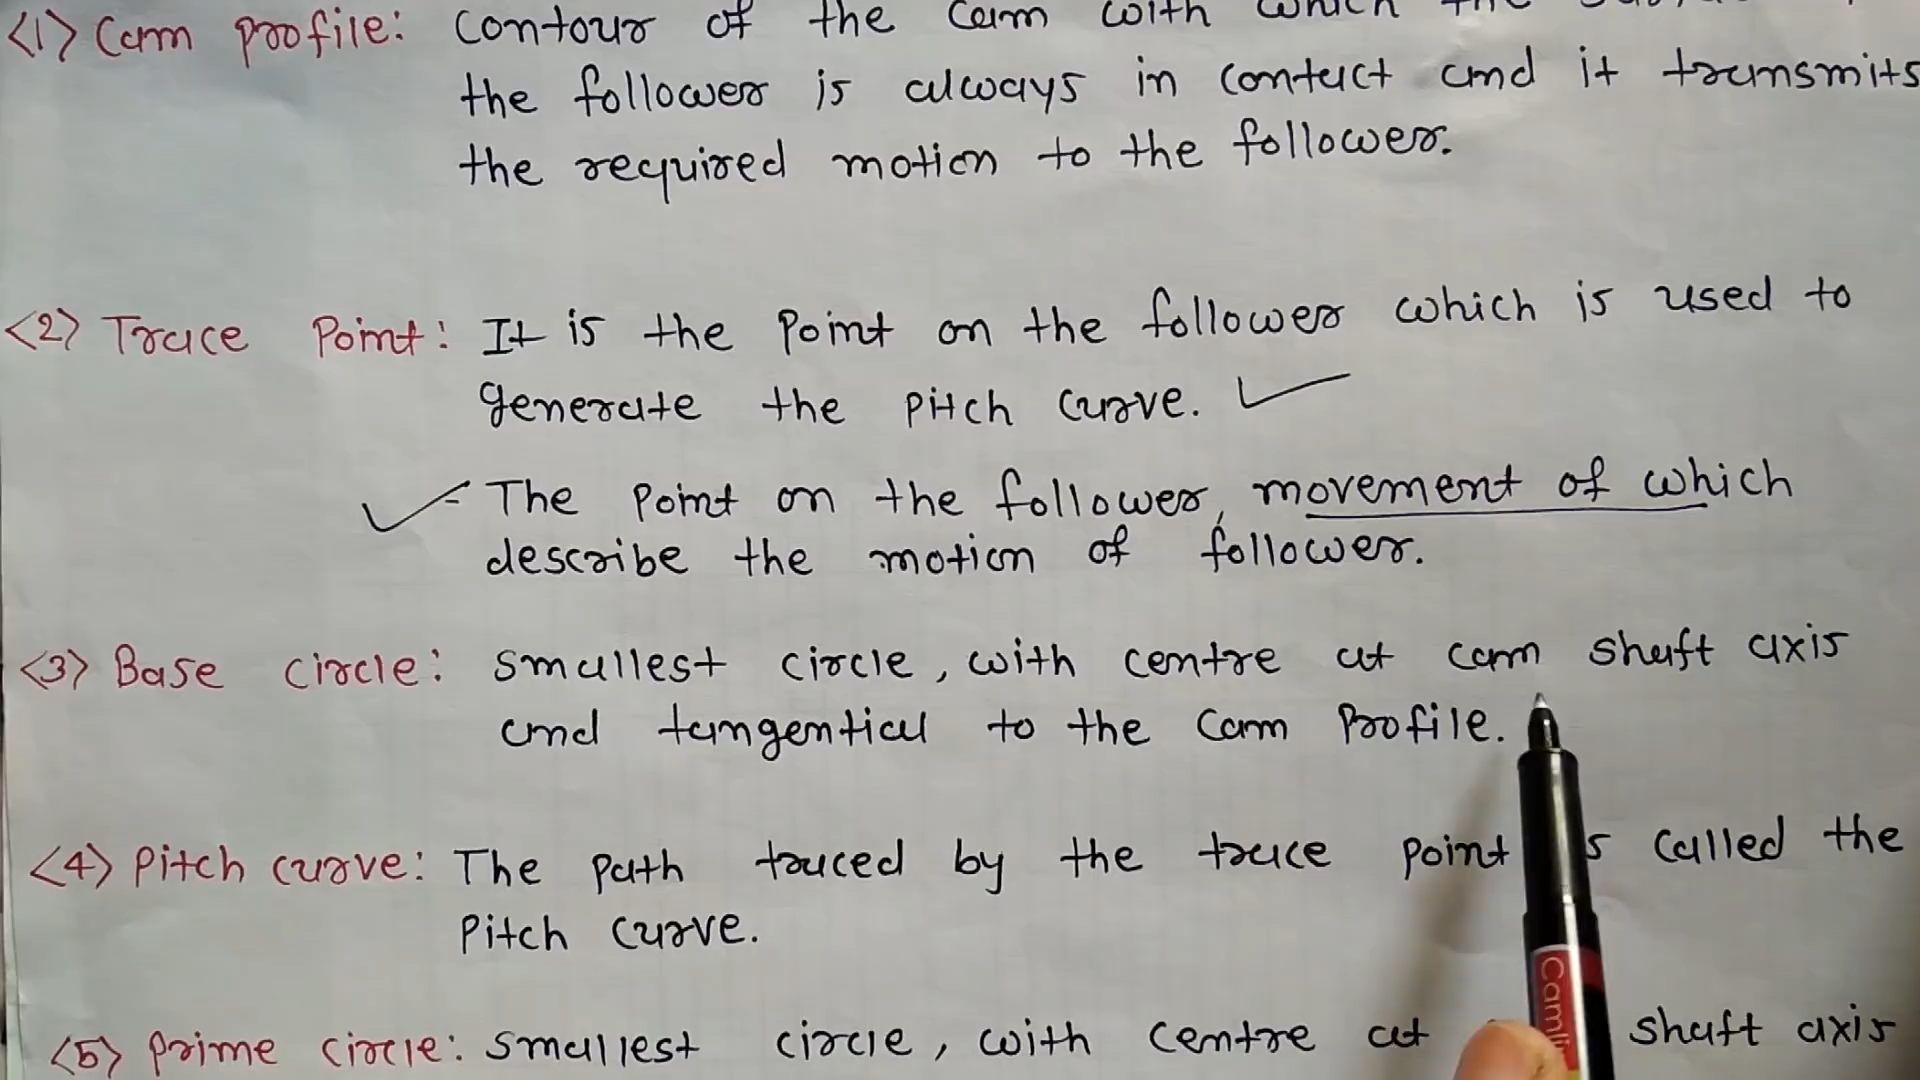 <1> Cam profile: Contour of the cam with which the
the follower is always in contact and it transmits
the required motion to the follower.
<2> Trace Point: It is the point on the follower which is used to
generate the pitch curve.
- The point on the follower, movement of which
describe the motion of follower.
<3> Base circle: smallest circle, with centre at cam shaft axis
and tangential to the cam profile.
<4> Pitch curve: The path traced by the trace point s called the
Pitch curve.
<5> prime circle: smallest circle, with centre at shaft axis
Camli